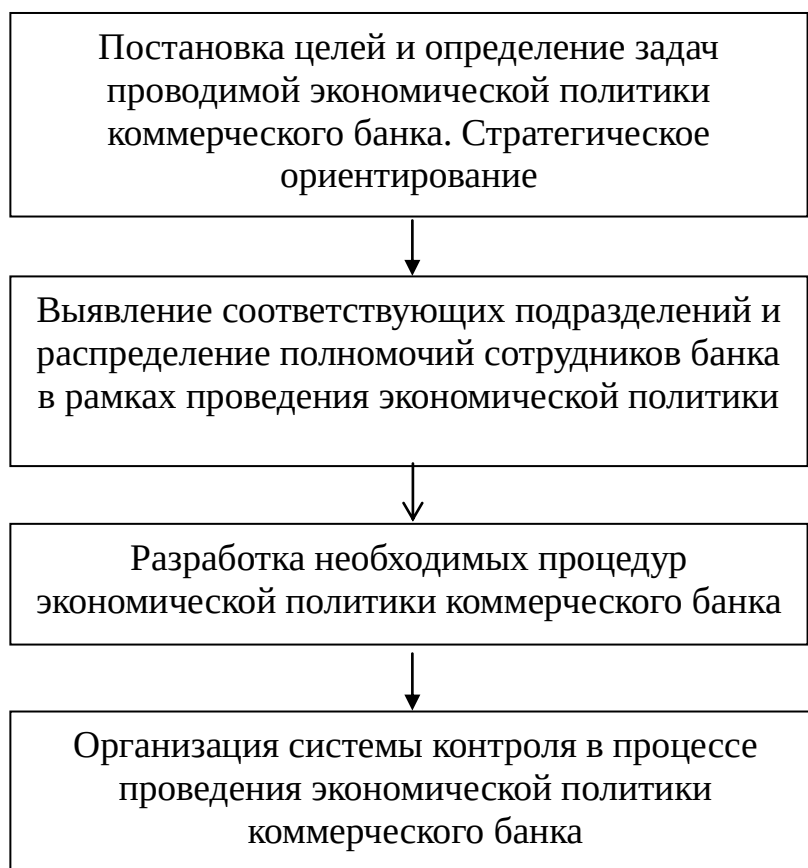 Постановка целей и определение задач
проводимой экономической политики
коммерческого банка. Стратегическое
ориентирование
Выявление соответствующих подразделений и
распределение полномочий сотрудников банка
в рамках проведения экономической политики
Разработка необходимых процедур
экономической политики коммерческого банка
Организация системы контроля в процессе
проведения экономической политики
коммерческого банка